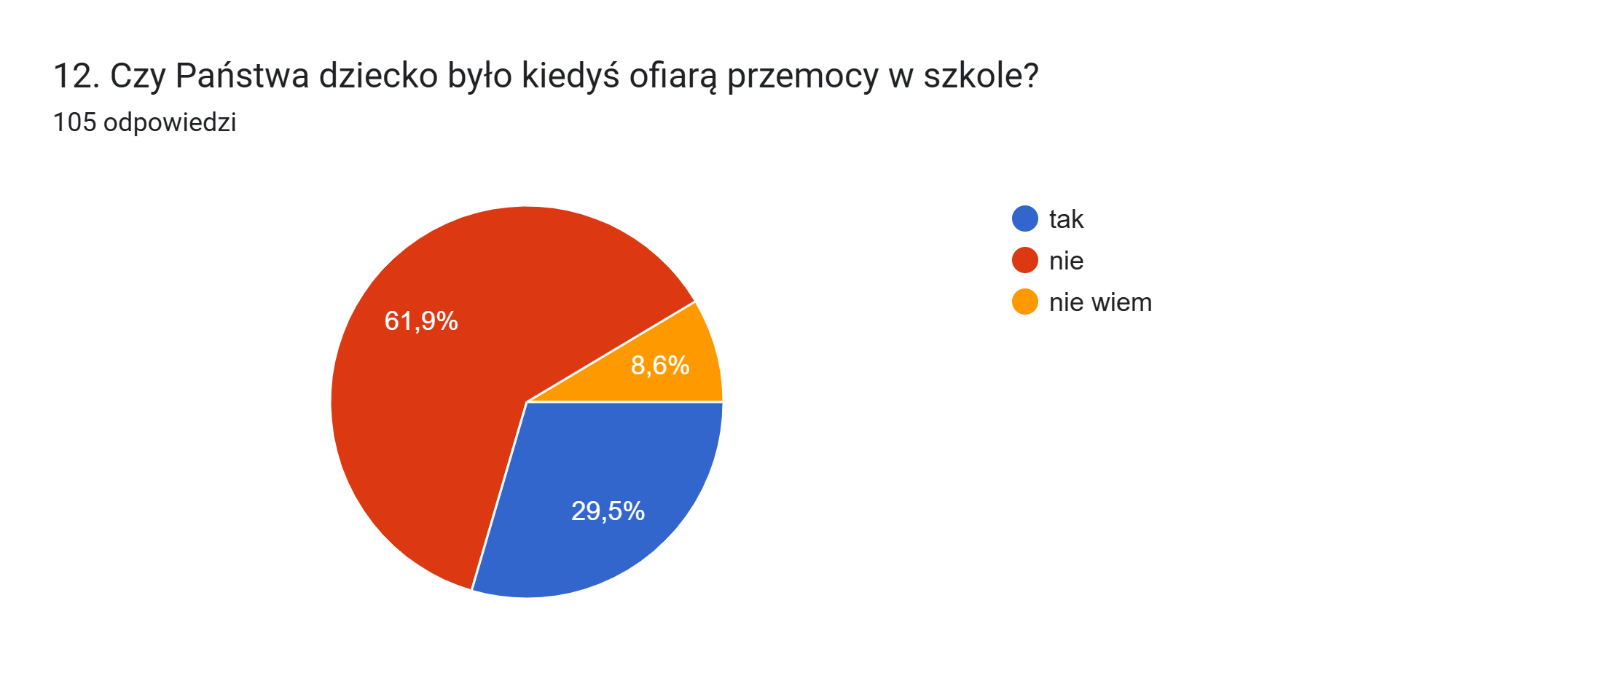 12. Czy Państwa dziecko było kiedyś ofiarą przemocy w szkole?
105 odpowiedzi
tak
nie
nie wiem
61,9%
8,6%
29,5%